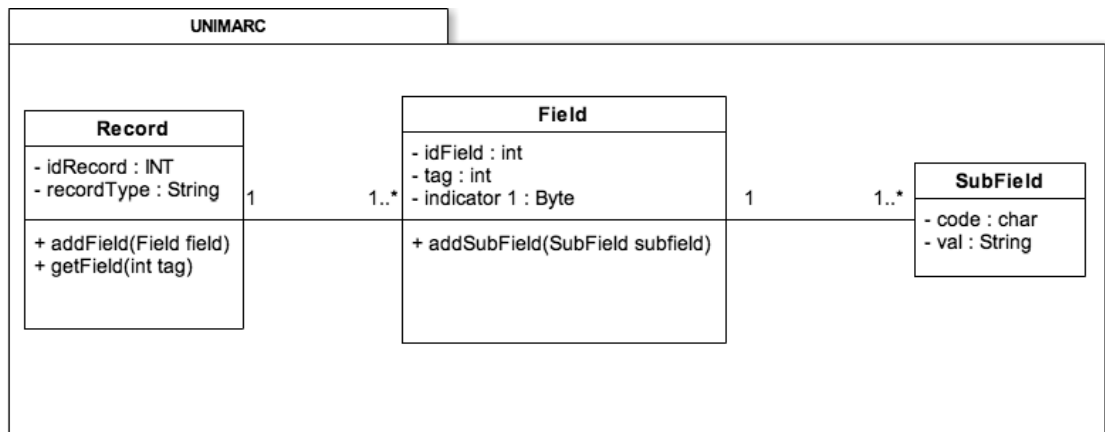 UNIMARC
Record
- idRecord : INT
- recordType : String
+ addField(Field field)
+ getField(int tag)
1
1..*
Field
- idField : int
- tag : int
- indicator 1 : Byte
+ addSubField(SubField subfield)
1
1..*
SubField
- code : char
- val : String